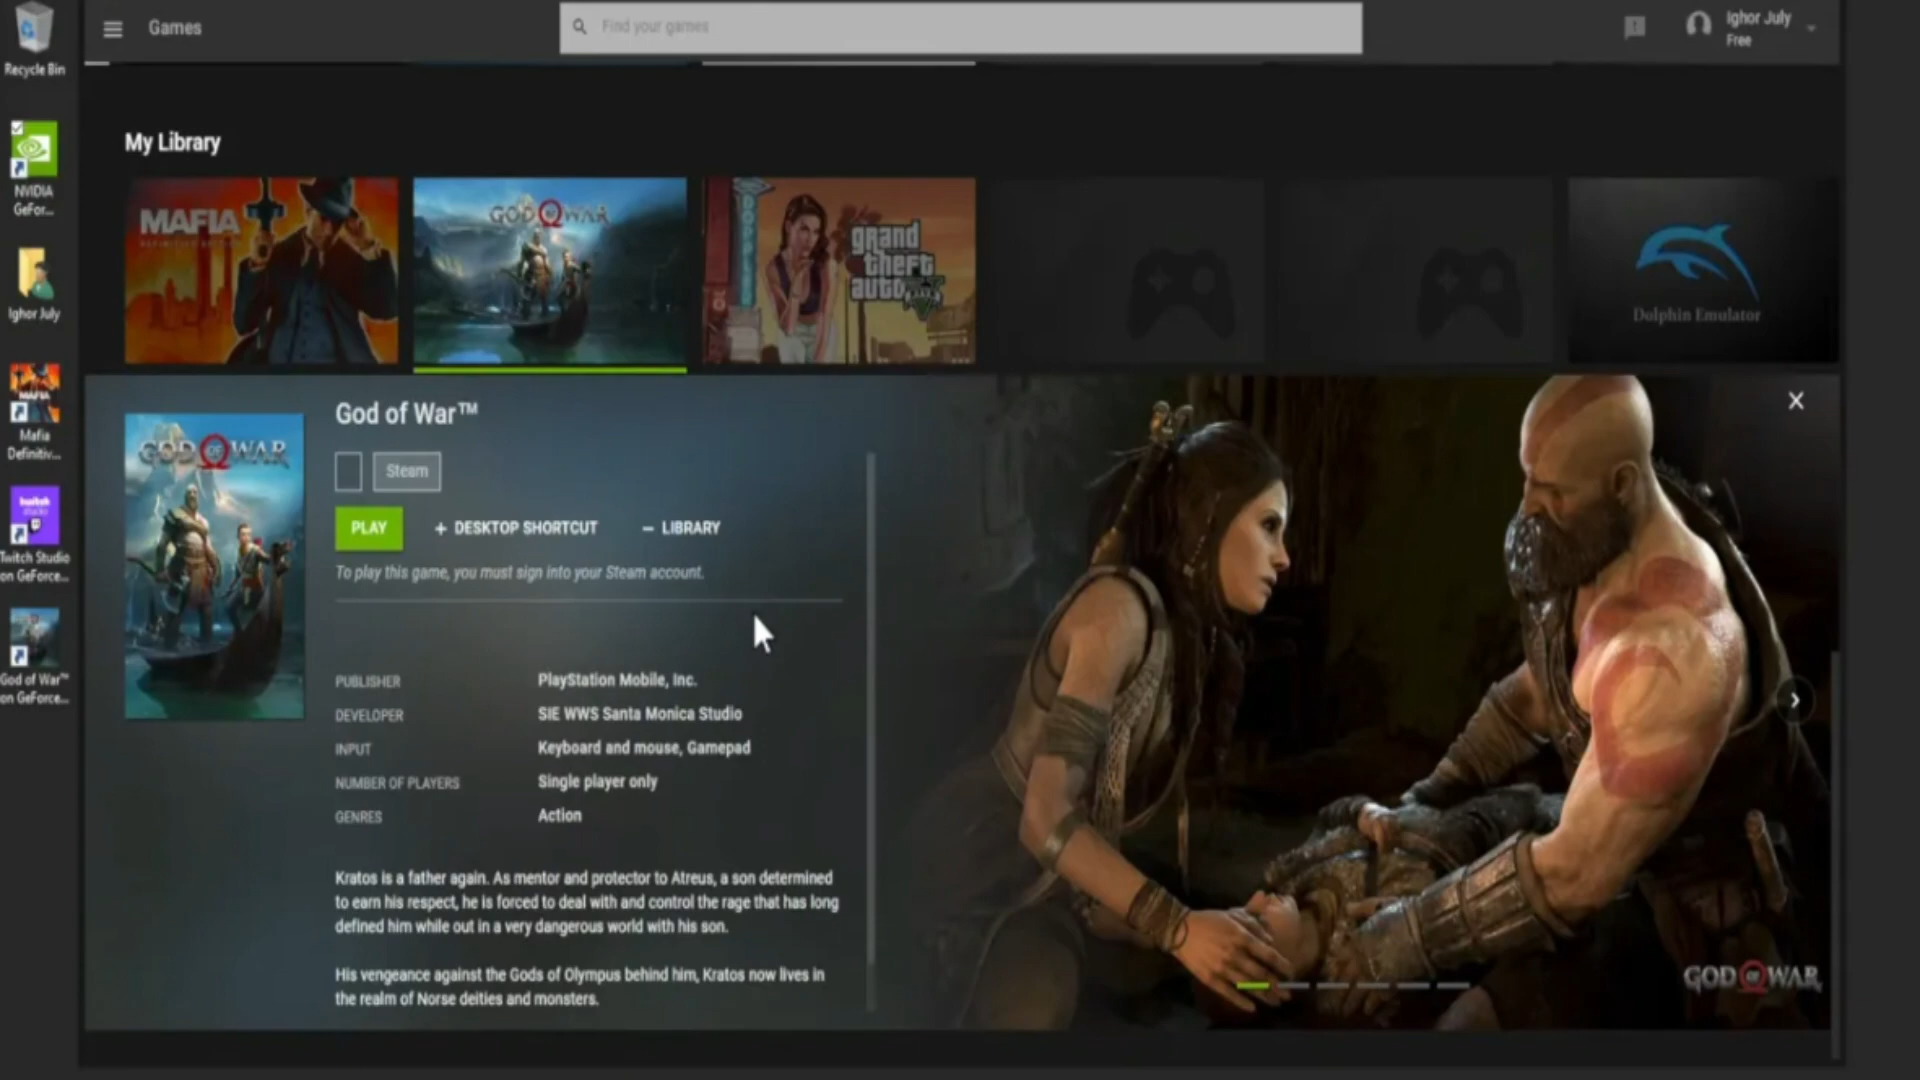 Recycle Bin
Games
Find your games
Ighor July
Free
My Library
NVIDIA
GeFor...
MAFIA
DEFINITIVE EDITION
GOD OF WAR
grand
theft
auto
Dolphin Emulator
Ighor July
Mafia
Definitiv...
God of War™
GOD OF WAR
Steam
PLAY
+ DESKTOP SHORTCUT
− LIBRARY
To play this game, you must sign into your Steam account.
twitch
studio
Twitch Studio
on GeForce...
God of War™
on GeForce...
PUBLISHER PlayStation Mobile, Inc.
DEVELOPER SIE WWS Santa Monica Studio
INPUT Keyboard and mouse, Gamepad
NUMBER OF PLAYERS Single player only
GENRES Action
Kratos is a father again. As mentor and protector to Atreus, a son determined
to earn his respect, he is forced to deal with and control the rage that has long
defined him while out in a very dangerous world with his son.
His vengeance against the Gods of Olympus behind him, Kratos now lives in
the realm of Norse deities and monsters.
GOD OF WAR